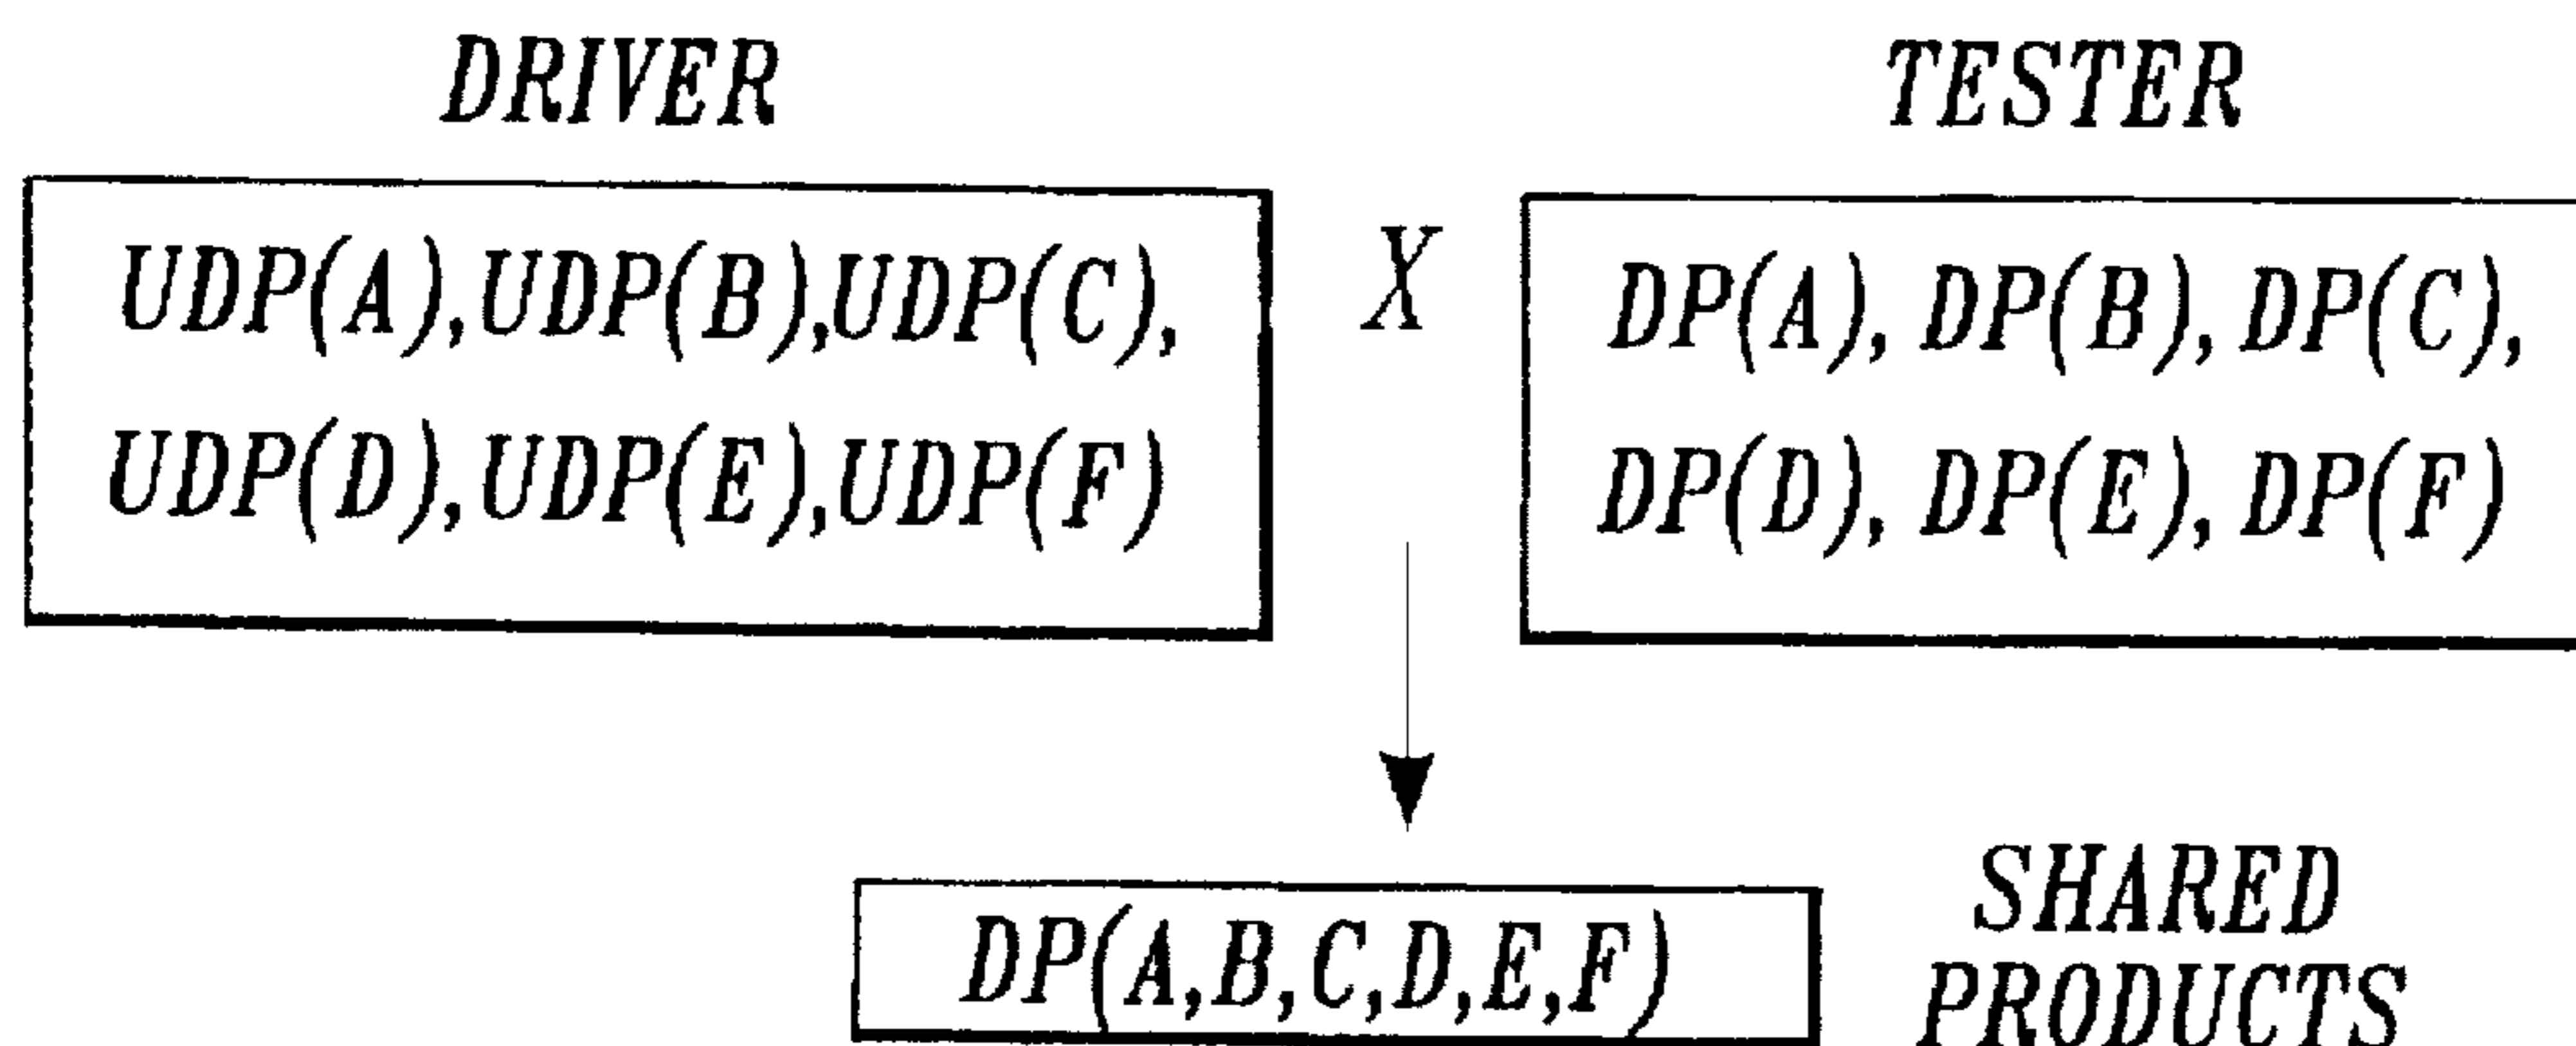 DRIVER
TESTER
UDP(A),UDP(B),UDP(C),
UDP(D),UDP(E),UDP(F)
X
DP(A), DP(B), DP(C),
DP(D), DP(E), DP(F)
DP(A,B,C,D,E,F)
SHARED
PRODUCTS